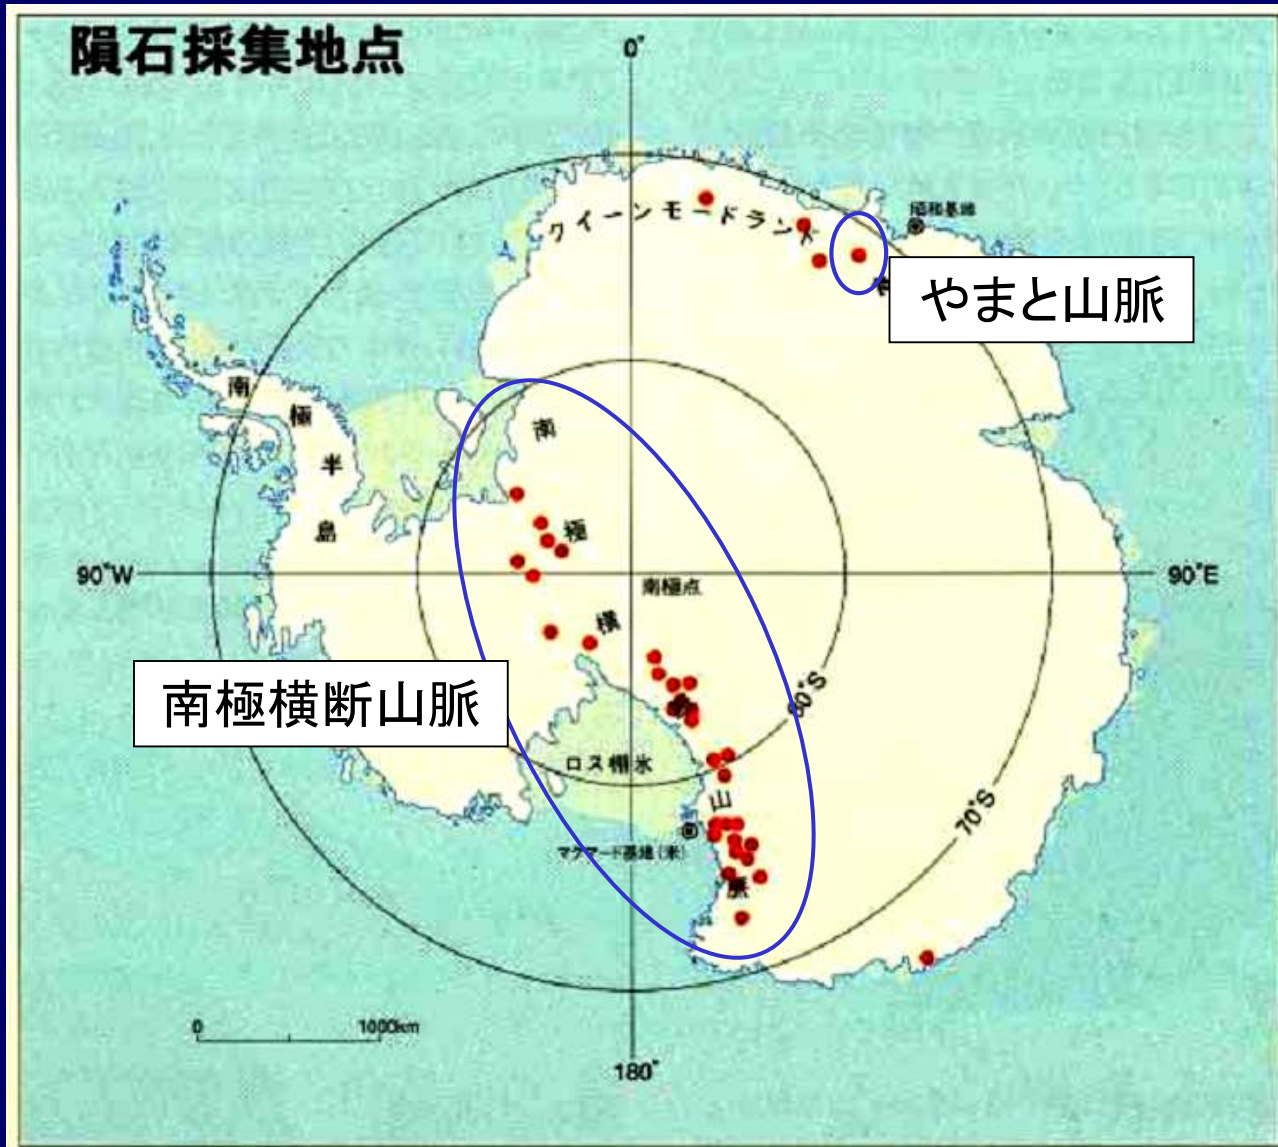 隕石採集地点
0°
クイーンモードランド
昭和基地
やまと山脈
南極半島
南極横山脈
90°W
南極点
90°E
南極横断山脈
80°S
ロス棚氷
マクマード基地(米)
70°S
0 1000km
180°